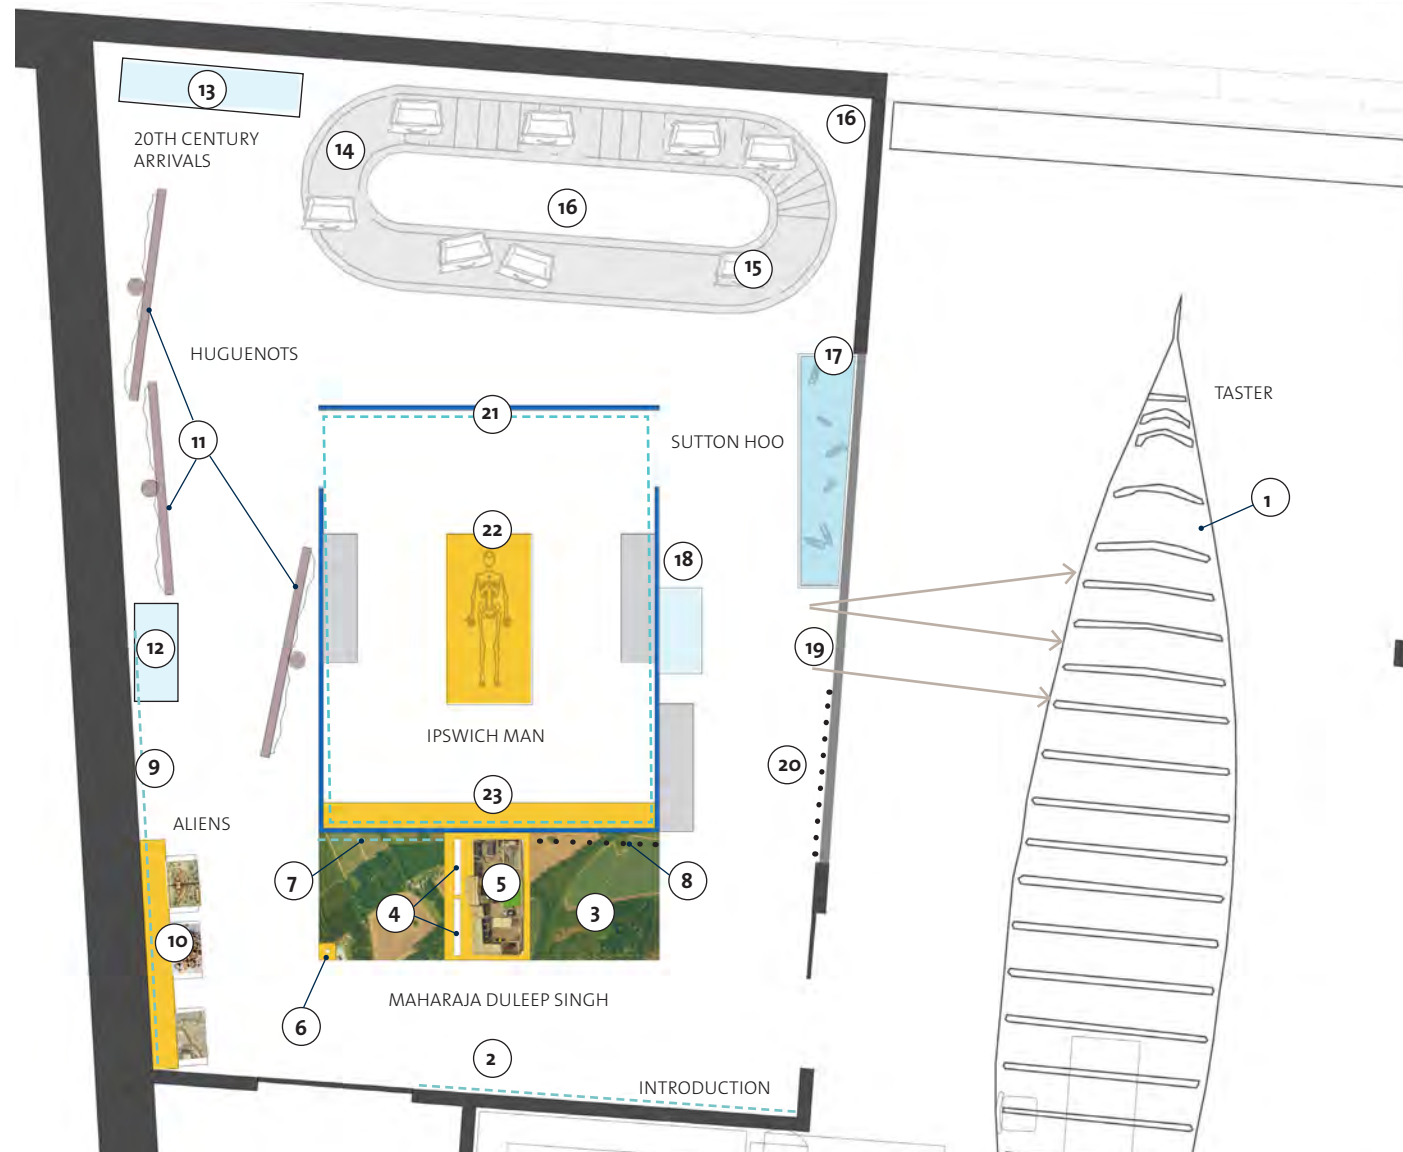 13
16
20TH CENTURY
ARRIVALS
14
16
15
HUGUENOTS
17
TASTER
21
11
SUTTON HOO
1
22
18
12
19
IPSWICH MAN
9
20
23
ALIENS
7
4
5
3
8
10
MAHARAJA DULEEP SINGH
6
2
INTRODUCTION